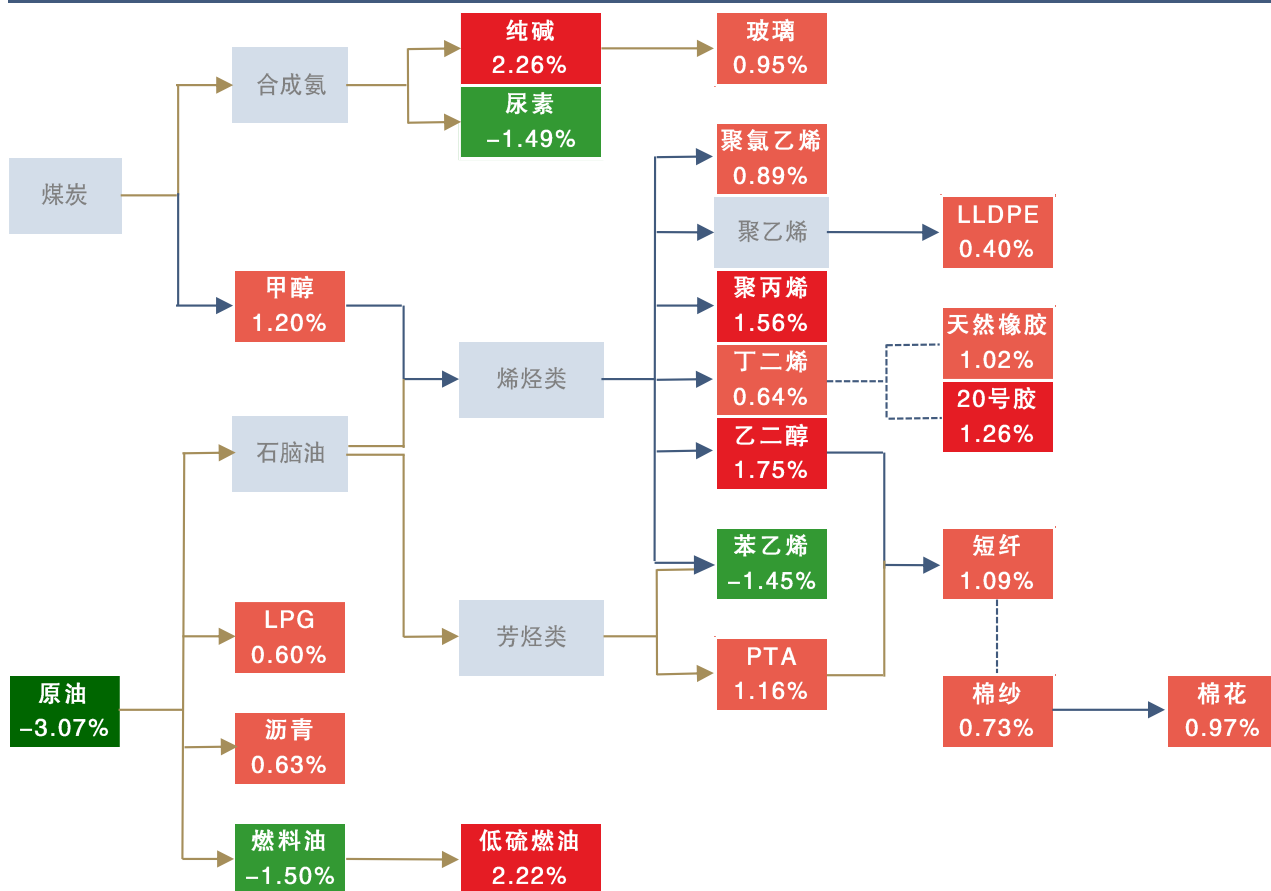 纯碱
2.26%
玻璃
0.95%
合成氨
尿素
-1.49%
聚氯乙烯
0.89%
煤炭
聚乙烯
LLDPE
0.40%
甲醇
1.20%
聚丙烯
1.56%
天然橡胶
1.02%
烯烃类
丁二烯
0.64%
20号胶
1.26%
石脑油
乙二醇
1.75%
苯乙烯
-1.45%
短纤
1.09%
LPG
0.60%
芳烃类
PTA
1.16%
原油
-3.07%
棉纱
0.73%
棉花
0.97%
沥青
0.63%
燃料油
-1.50%
低硫燃油
2.22%